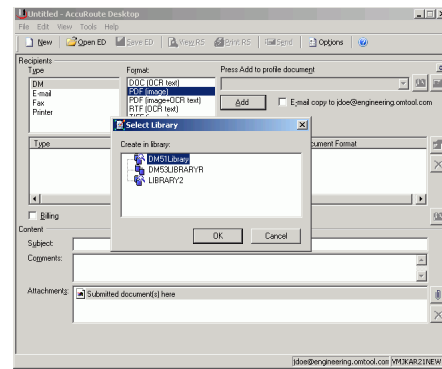 Untitled - AccuRoute Desktop
File Edit View Tools Help
New Open ED Save ED View RS Print RS Send Options
Recipients
Type Format: Press Add to profile document
DM
E-mail
Fax
Printer
DOC (OCR text)
PDF (image)
PDF (image+OCR text)
RTF (OCR text)
Add E-mail copy to jdoe@engineering.omtool.com
Select Library
Type cument Format
Create in library:
DM51Library
DM53LIBRARYR
LIBRARY2
OK Cancel
Billing
Content
Subject:
Comments:
Attachments: Submitted document(s) here
jdoe@engineering.omtool.com VMJKAR21NEW